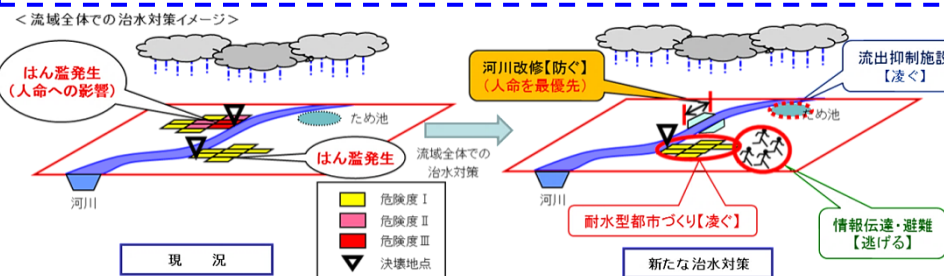 ＜流域全体での治水対策イメージ＞
はん濫発生
（人命への影響）
ため池
はん濫発生
河川
危険度Ⅰ
危険度Ⅱ
危険度Ⅲ
決壊地点
現　況
流域全体での
治水対策
河川改修【防ぐ】
（人命を最優先）
流出抑制施設
【凌ぐ】
ため池
河川
耐水型都市づくり【凌ぐ】
情報伝達・避難
【逃げる】
新たな治水対策